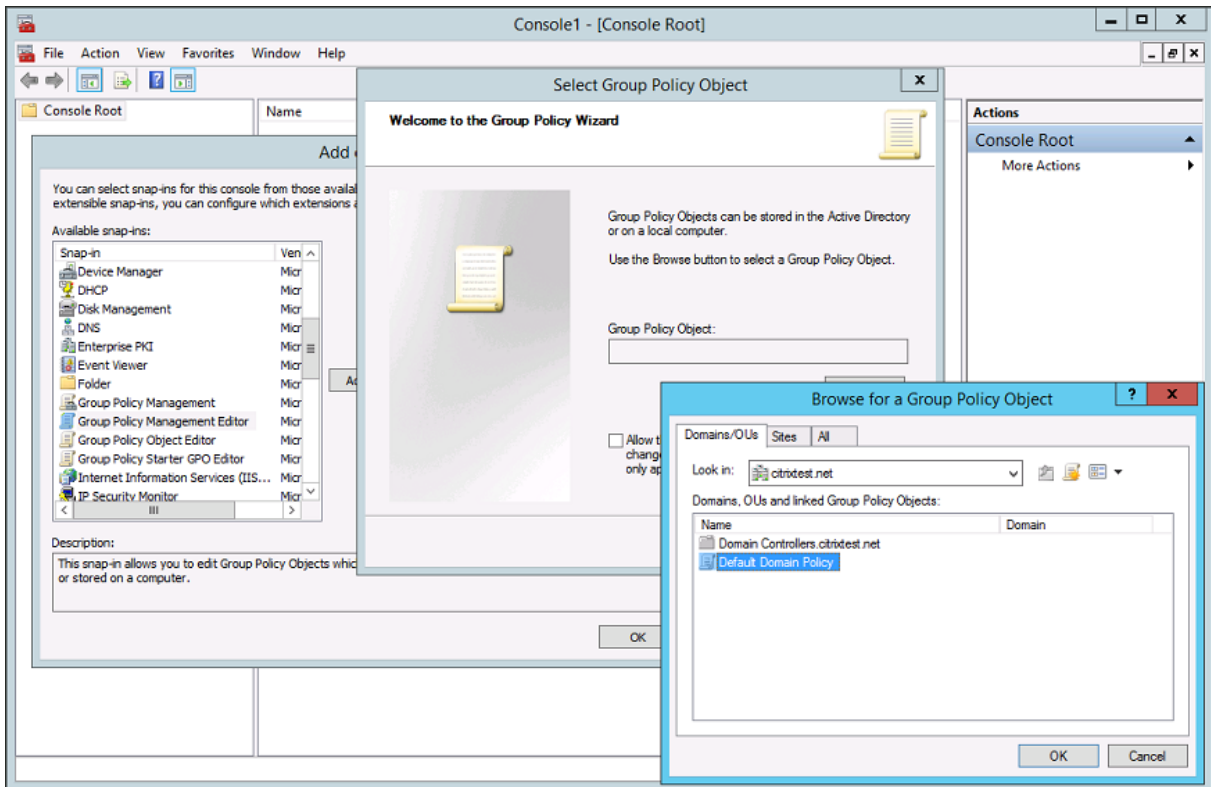 Console1 - [Console Root]
File Action View Favorites Window Help
Console Root
Name
Actions
Console Root
More Actions
Add
You can select snap-ins for this console from those availa
extensible snap-ins, you can configure which extensions
Available snap-ins:
Snap-in Ven
Device Manager Micr
DHCP Micr
Disk Management Micr
DNS Micr
Enterprise PKI Micr
Event Viewer Micr
Folder Micr
Group Policy Management Micr
Group Policy Management Editor Micr
Group Policy Object Editor Micr
Group Policy Starter GPO Editor Micr
Internet Information Services (IIS... Micr
IP Security Monitor Micr
Description:
This snap-in allows you to edit Group Policy Objects whic
or stored on a computer.
OK
Select Group Policy Object
Welcome to the Group Policy Wizard
Group Policy Objects can be stored in the Active Directory
or on a local computer.
Use the Browse button to select a Group Policy Object.
Group Policy Object:
Allow t
chang
only ap
Browse for a Group Policy Object
Domains/OUs Sites All
Look in: citrixtest.net
Domains, OUs and linked Group Policy Objects:
Name Domain
Domain Controllers.citrixtest.net
Default Domain Policy
OK Cancel